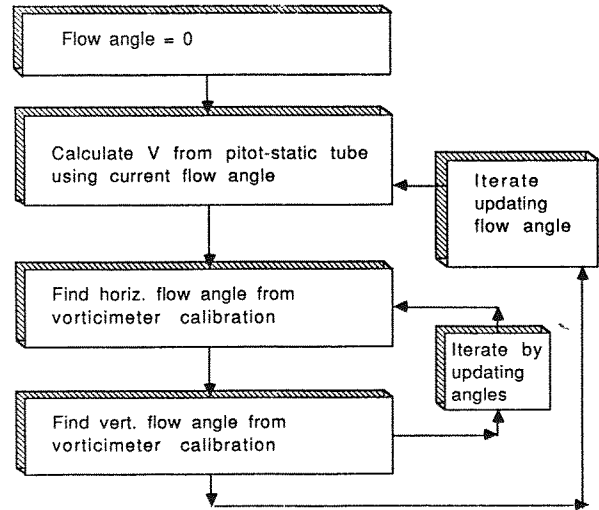 Flow angle = 0
Calculate V from pitot-static tube
using current flow angle
Iterate
updating
flow angle
Find horiz. flow angle from
vorticimeter calibration
Iterate by
updating
angles
Find vert. flow angle from
vorticimeter calibration